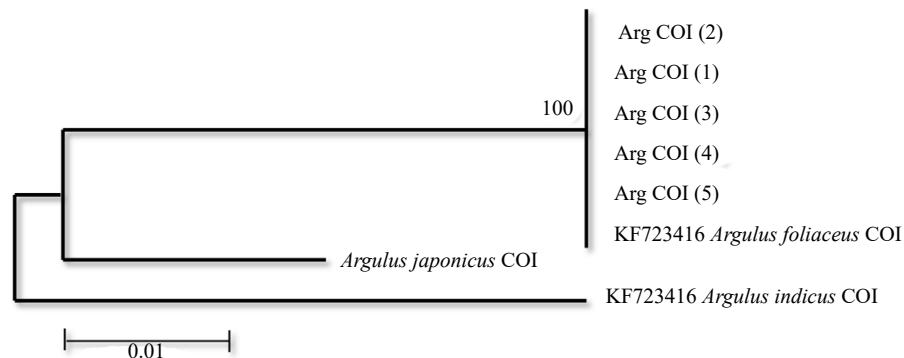 Arg COI (2)
Arg COI (1)
100
Arg COI (3)
Arg COI (4)
Arg COI (5)
KF723416 Argulus foliaceus COI
Argulus japonicus COI
KF723416 Argulus indicus COI
0.01